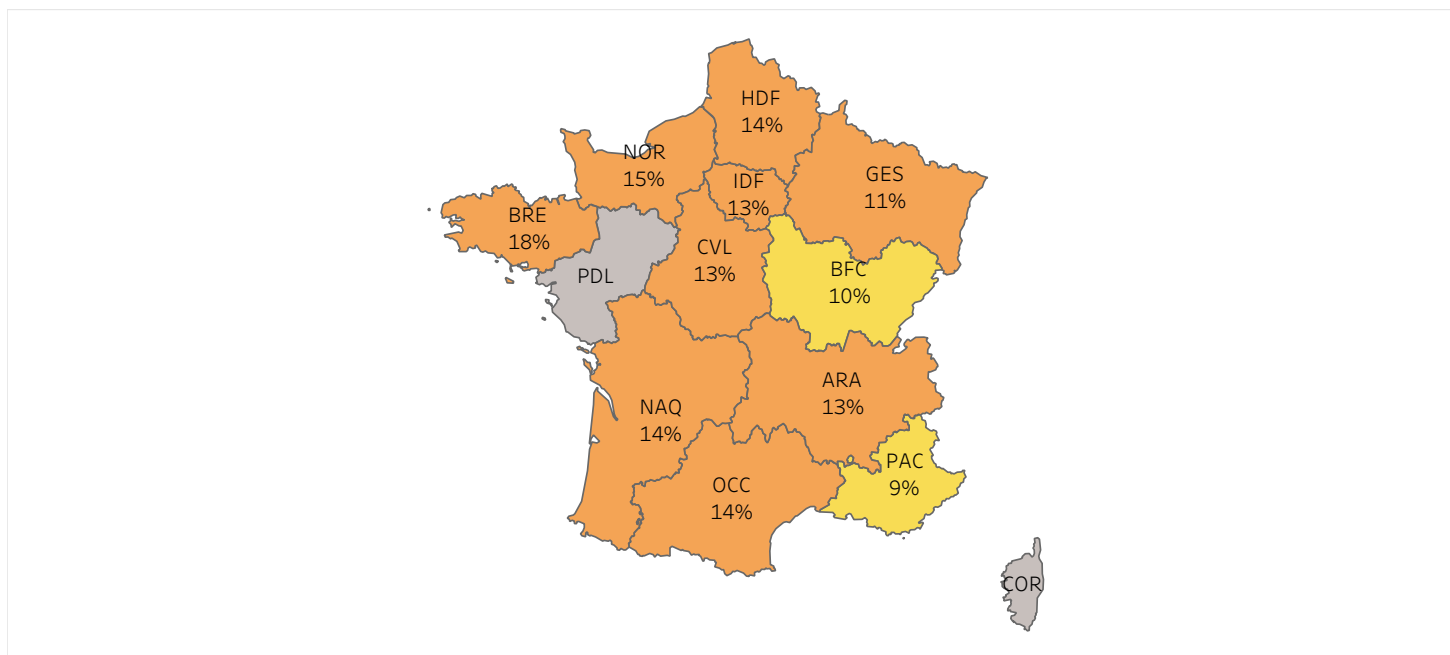 HDF
14%
NOR
15%
IDF
13%
GES
11%
BRE
18%
CVL
13%
BFC
10%
PDL
ARA
13%
NAQ
14%
PAC
9%
OCC
14%
COR